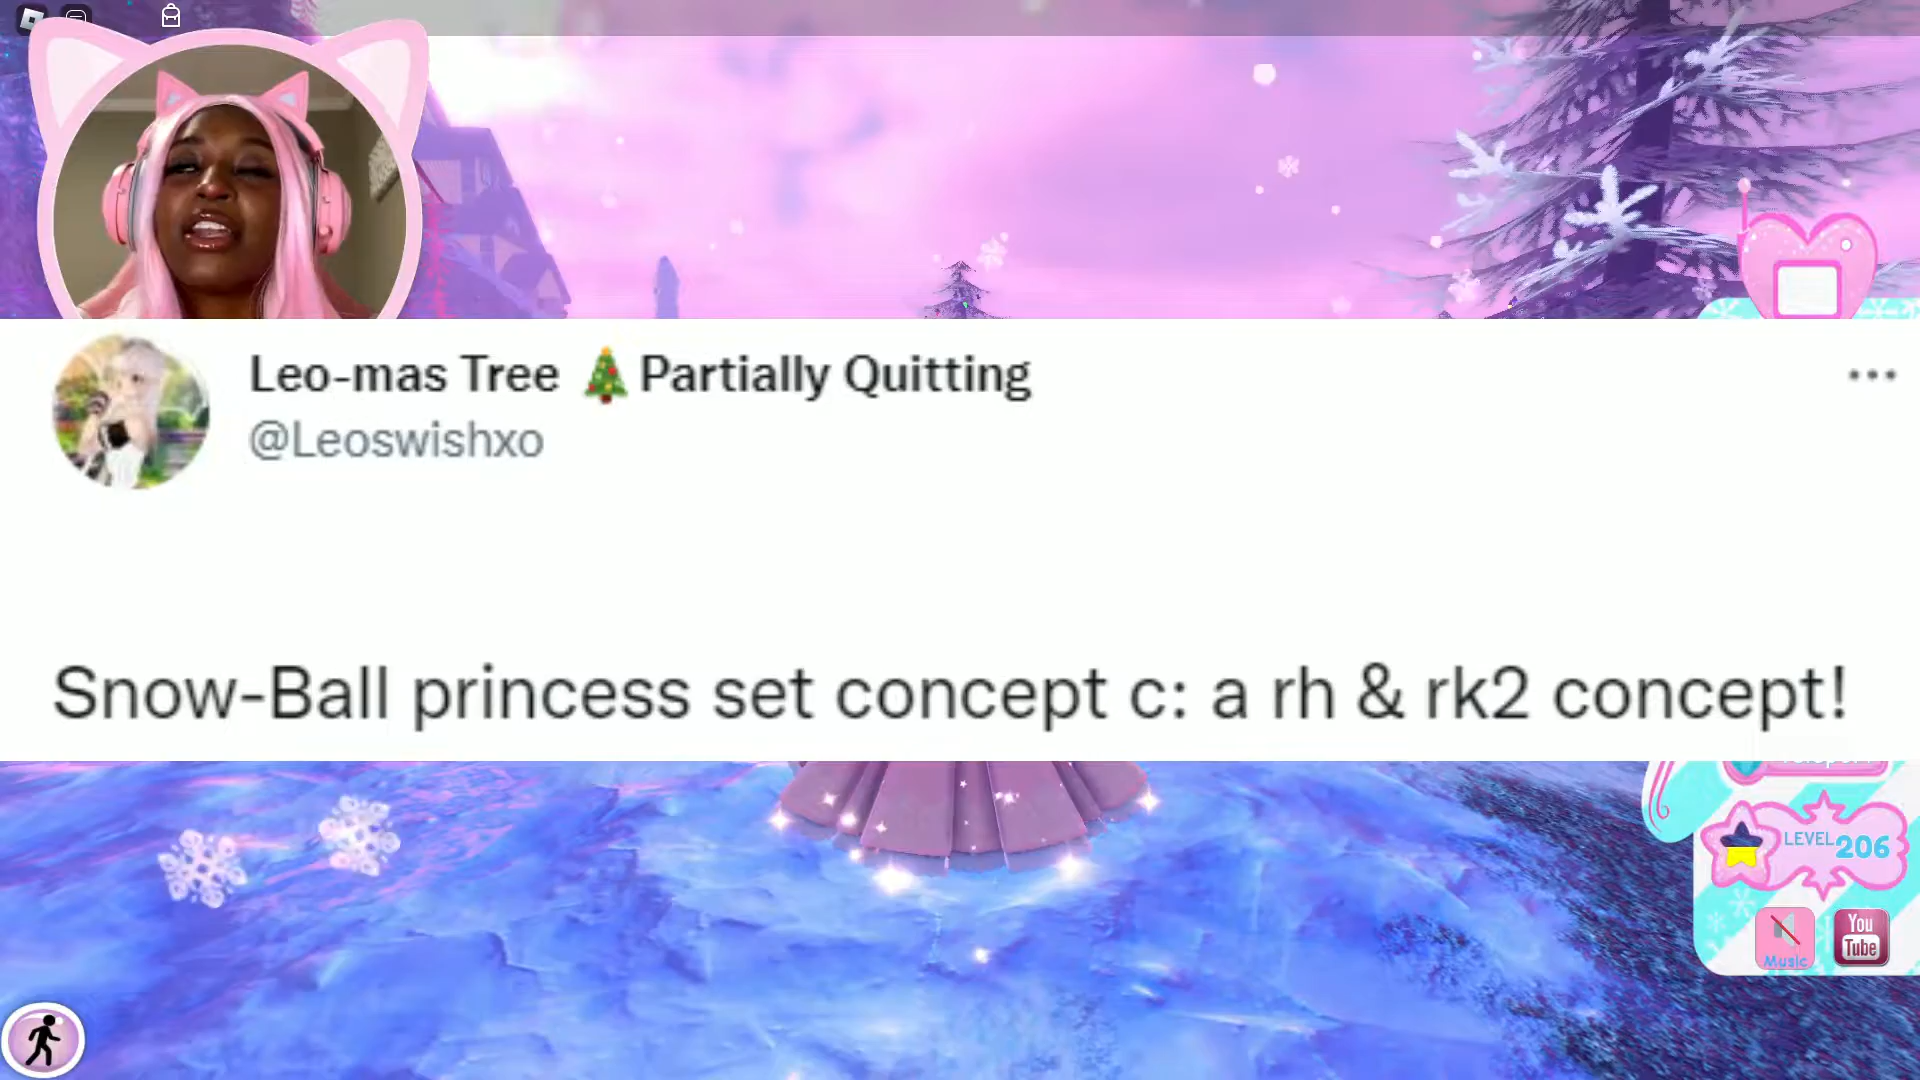 Leo-mas Tree 🎄Partially Quitting
@Leoswishxo
Snow-Ball princess set concept c: a rh & rk2 concept!
LEVEL 206
Music
You
Tube